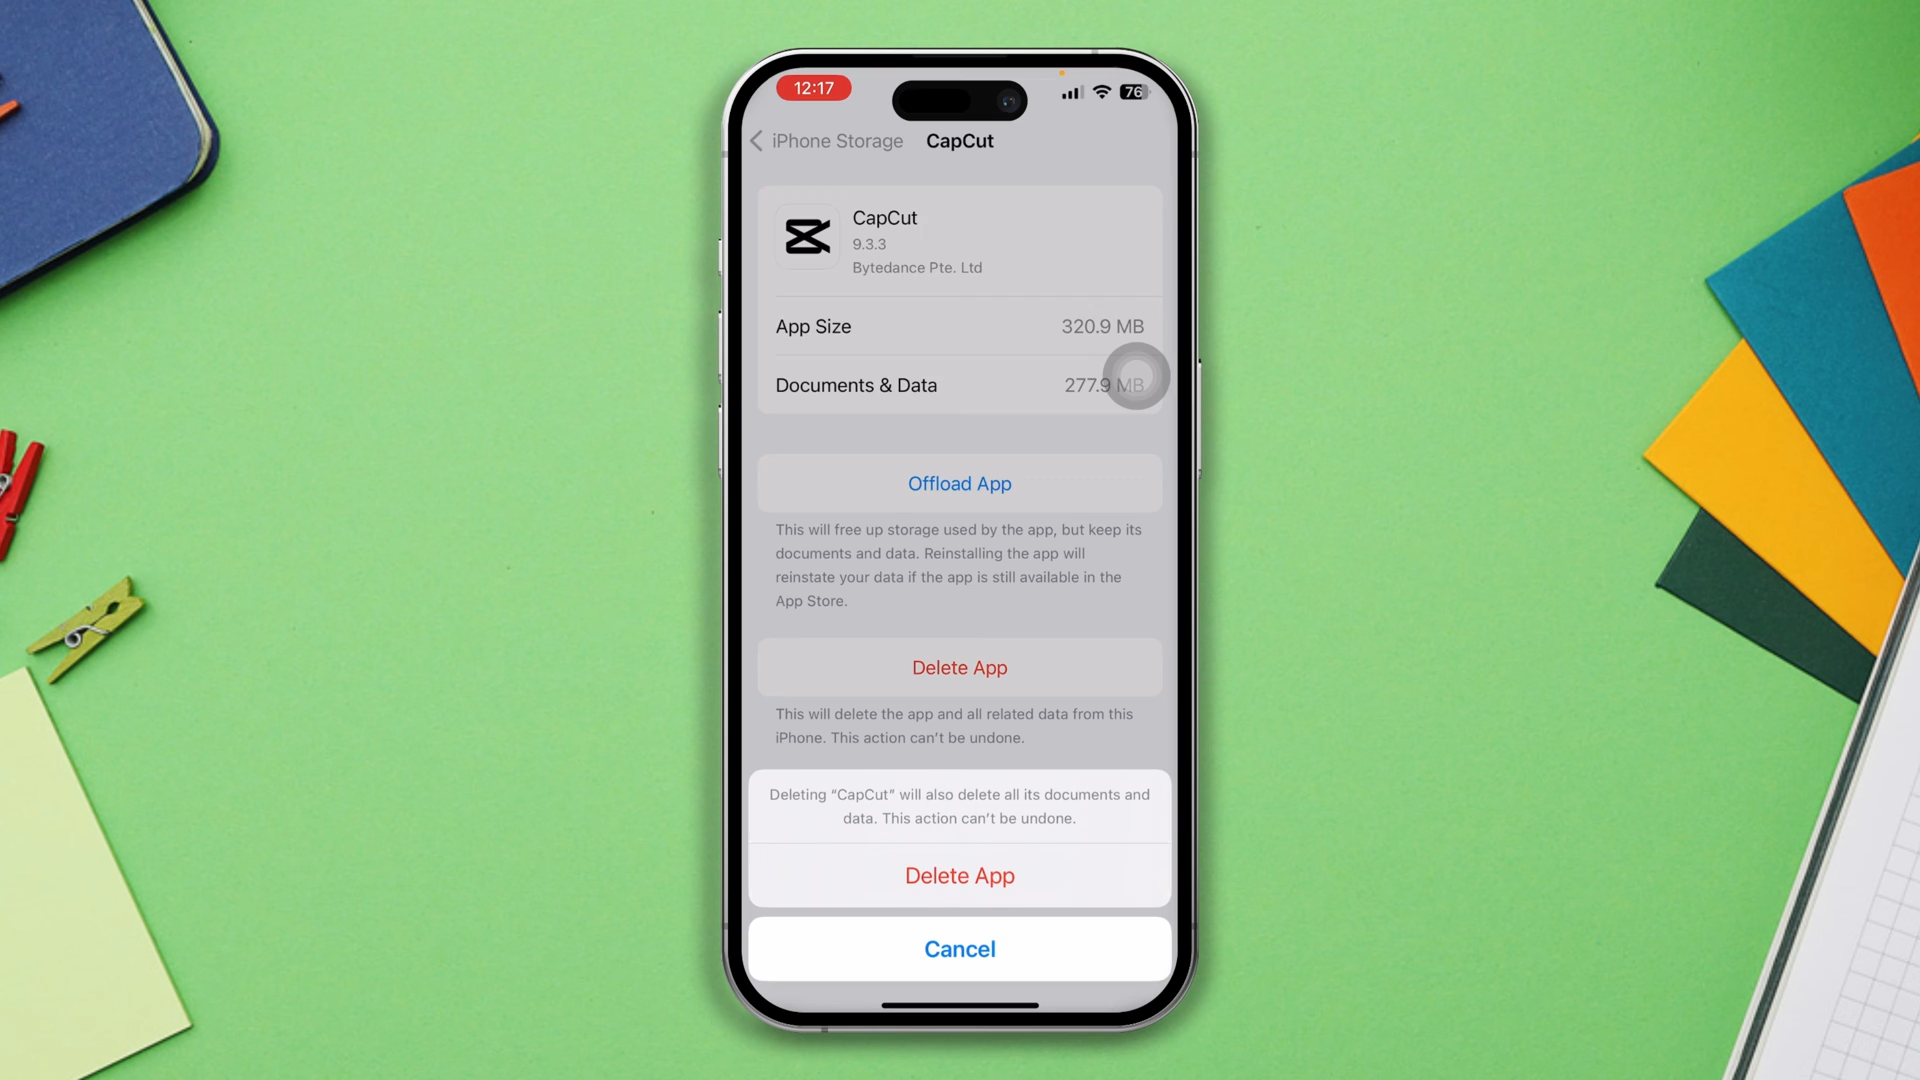 12:17
76
iPhone Storage CapCut
CapCut
9.3.3
Bytedance Pte. Ltd
App Size 320.9 MB
Documents & Data 277.9 MB
Offload App
This will free up storage used by the app, but keep its
documents and data. Reinstalling the app will
reinstate your data if the app is still available in the
App Store.
Delete App
This will delete the app and all related data from this
iPhone. This action can’t be undone.
Deleting “CapCut” will also delete all its documents and
data. This action can’t be undone.
Delete App
Cancel